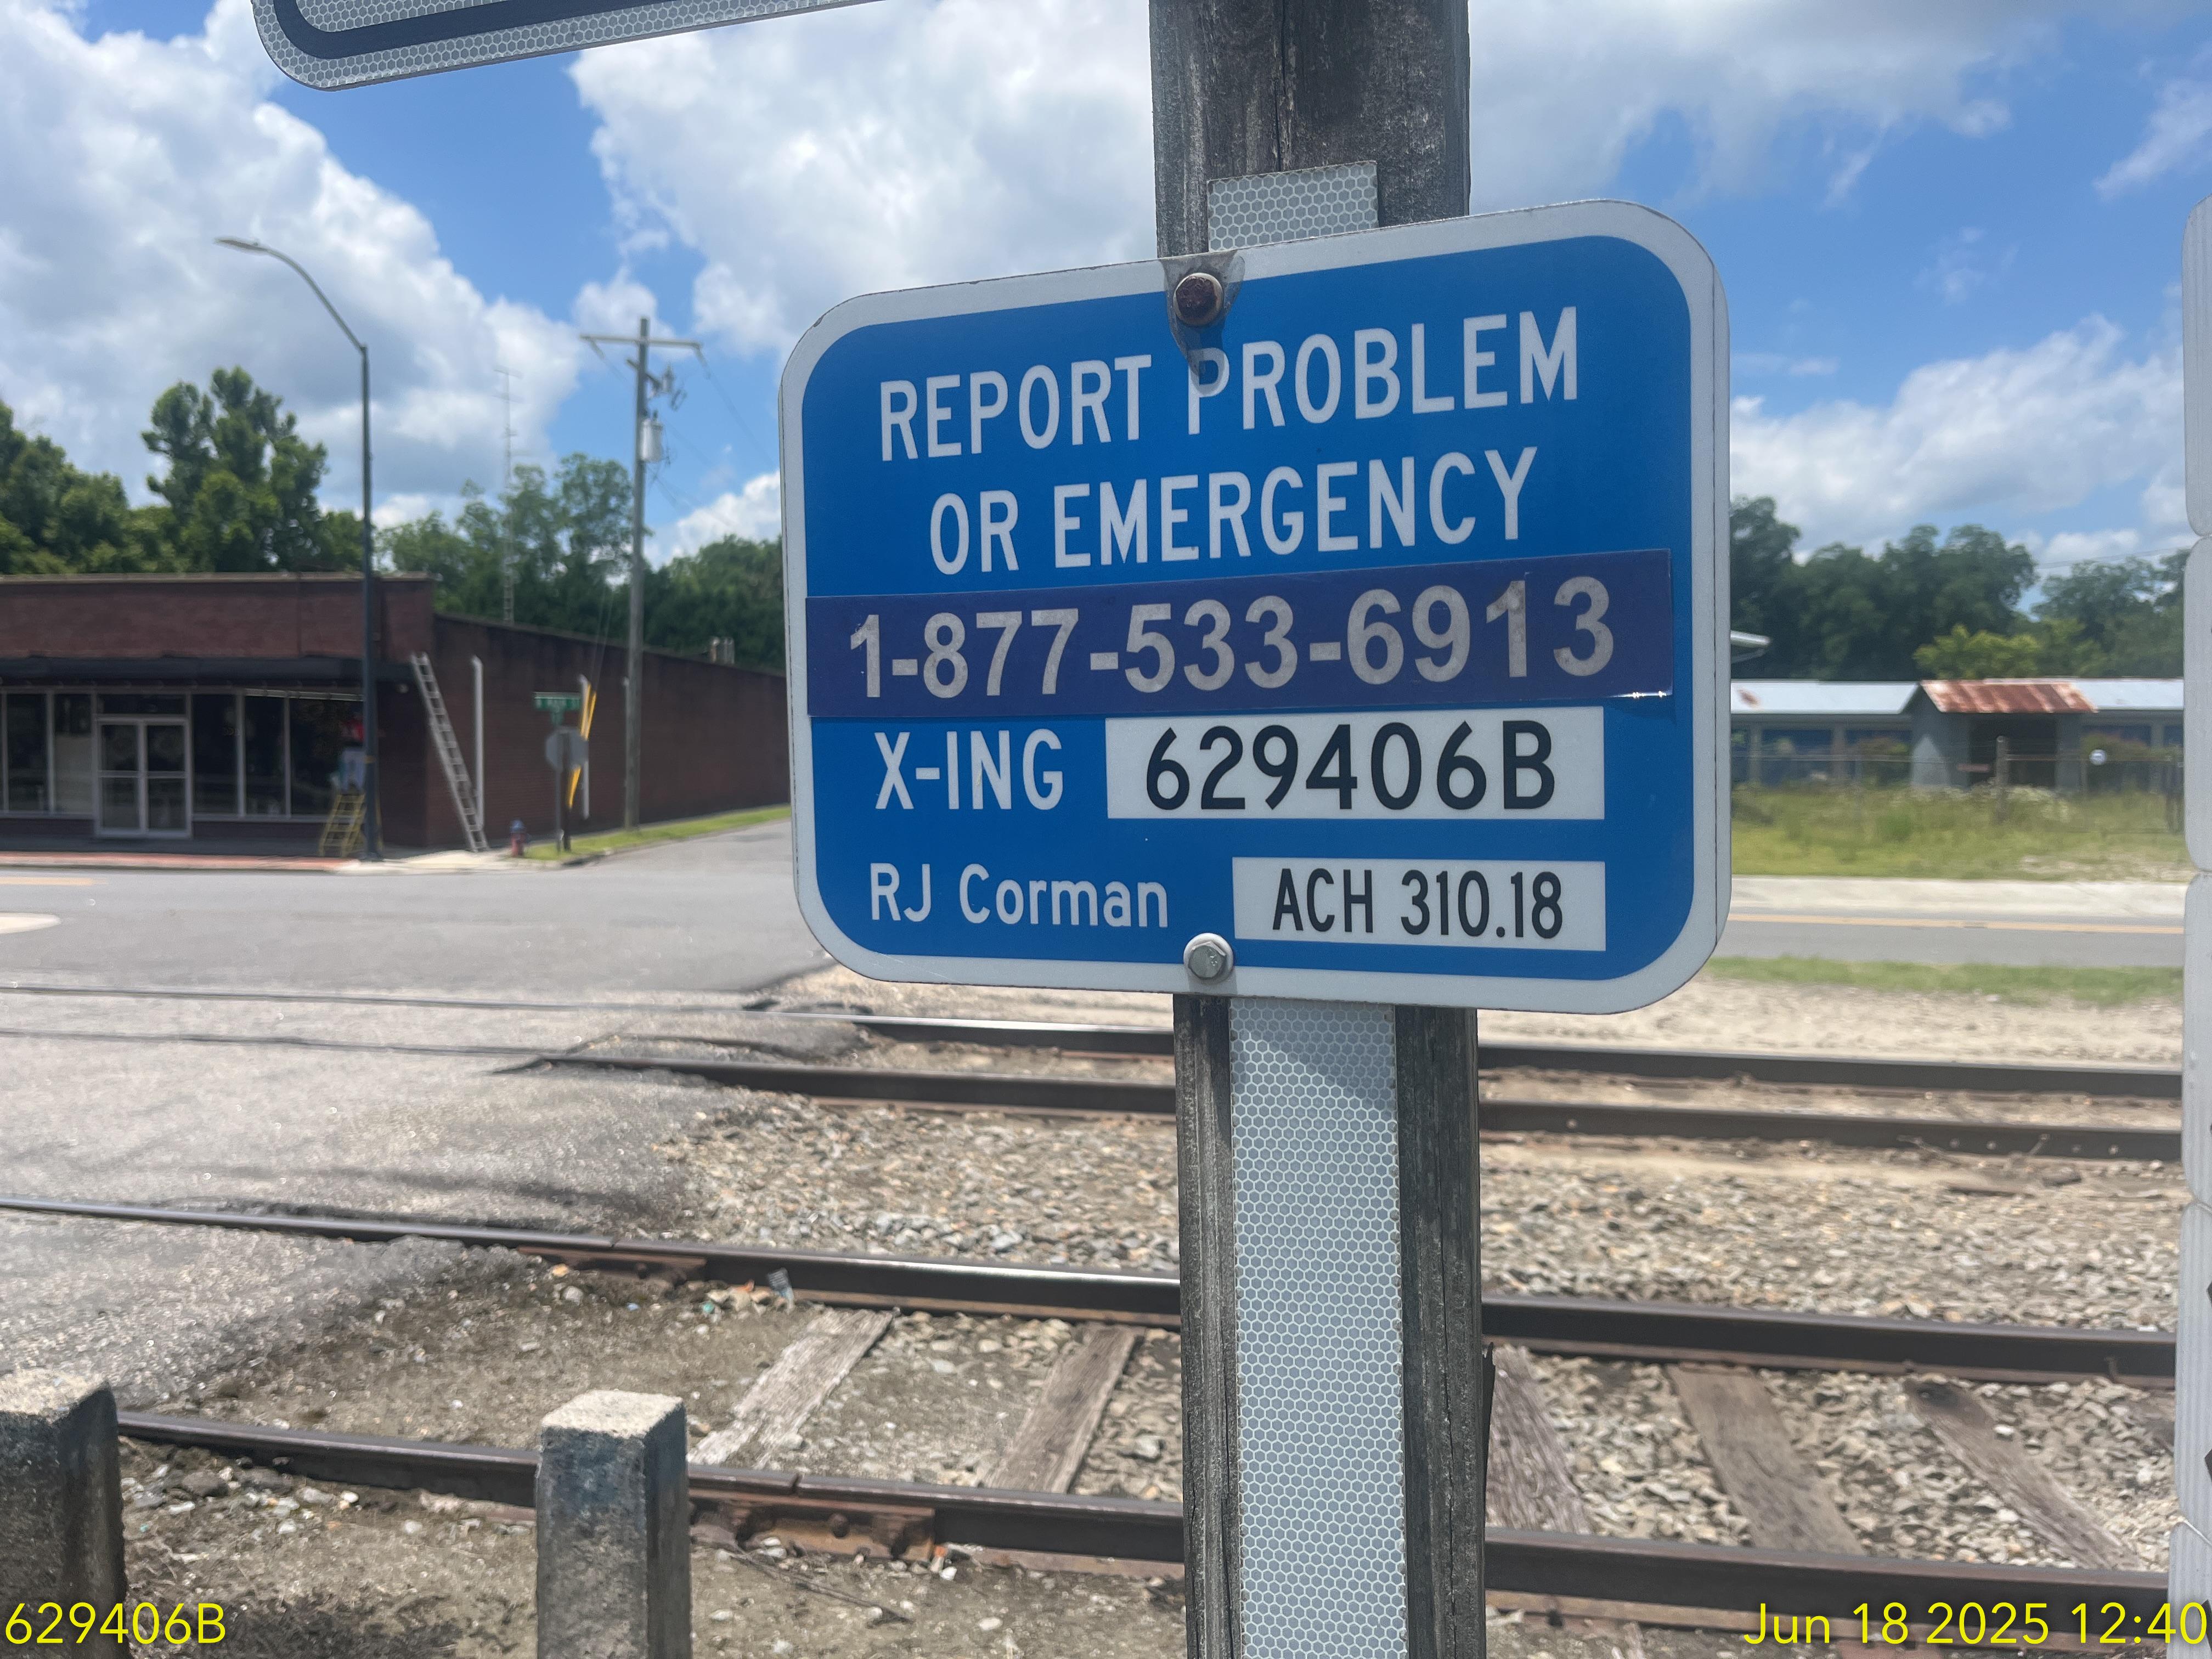 REPORT PROBLEM
OR EMERGENCY
1-877-533-6913
X-ING 629406B
RJ Corman ACH 310.18
629406B
Jun 18 2025 12:40